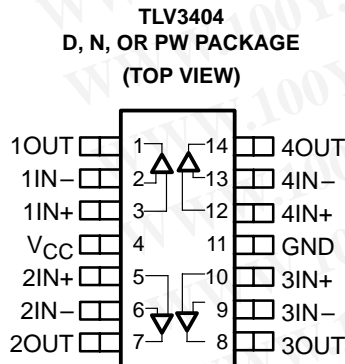 TLV3404
D, N, OR PW PACKAGE
(TOP VIEW)
1OUT 1 14 4OUT
1IN− 2 13 4IN−
1IN+ 3 12 4IN+
VCC 4 11 GND
2IN+ 5 10 3IN+
2IN− 6 9 3IN−
2OUT 7 8 3OUT